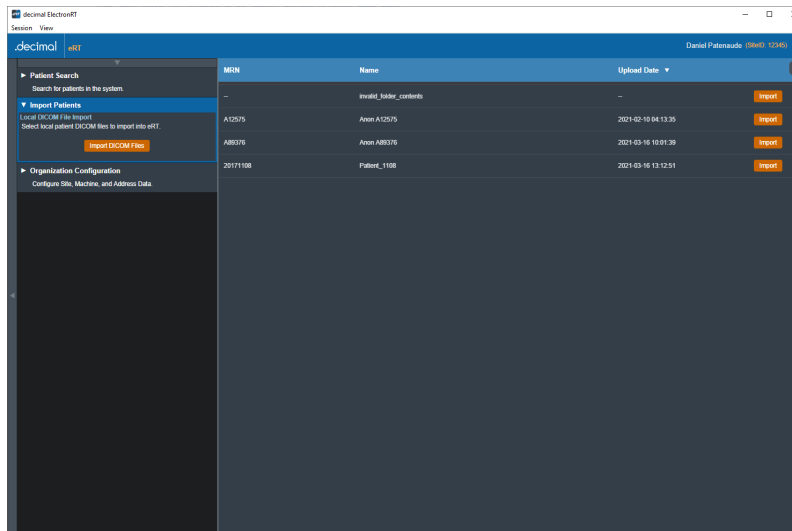 decimal ElectronRT
Session View
.decimal eRT
Daniel Patenaude (SiteID: 12345)
▶ Patient Search
Search for patients in the system.
▼ Import Patients
Local DICOM File Import
Select local patient DICOM files to import into eRT.
Import DICOM Files
▶ Organization Configuration
Configure Site, Machine, and Address Data.
MRN Name Upload Date ▼
-- invalid_folder_contents -- Import
A12575 Anon A12575 2021-02-10 04:13:35 Import
A89376 Anon A89376 2021-03-16 10:01:39 Import
20171108 Patient_1108 2021-03-16 13:12:51 Import